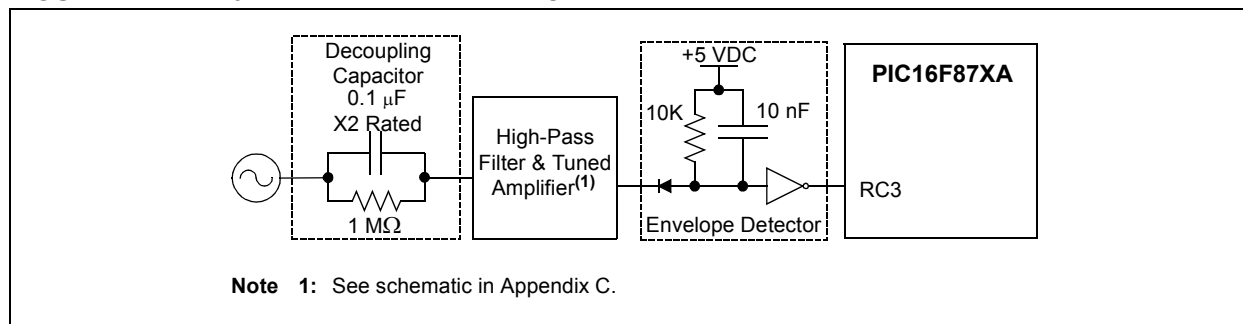 Decoupling
Capacitor
0.1 μF
X2 Rated
1 MΩ
High-Pass
Filter & Tuned
Amplifier(1)
+5 VDC
10K
10 nF
Envelope Detector
PIC16F87XA
RC3
Note 1: See schematic in Appendix C.